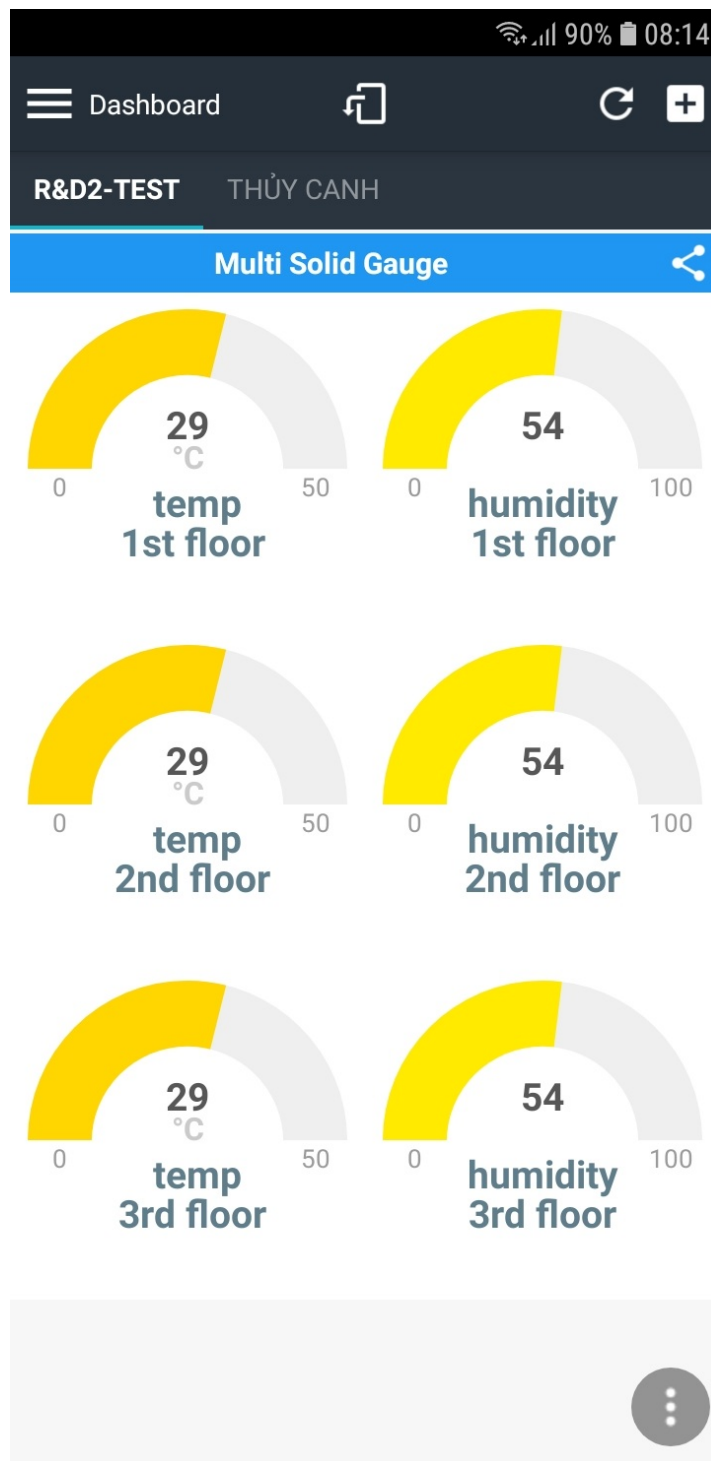 90% 08:14
Dashboard
R&D2-TEST THỦY CANH
Multi Solid Gauge
29
°C
0 50
temp
1st floor
54
0 100
humidity
1st floor
29
°C
0 50
temp
2nd floor
54
0 100
humidity
2nd floor
29
°C
0 50
temp
3rd floor
54
0 100
humidity
3rd floor